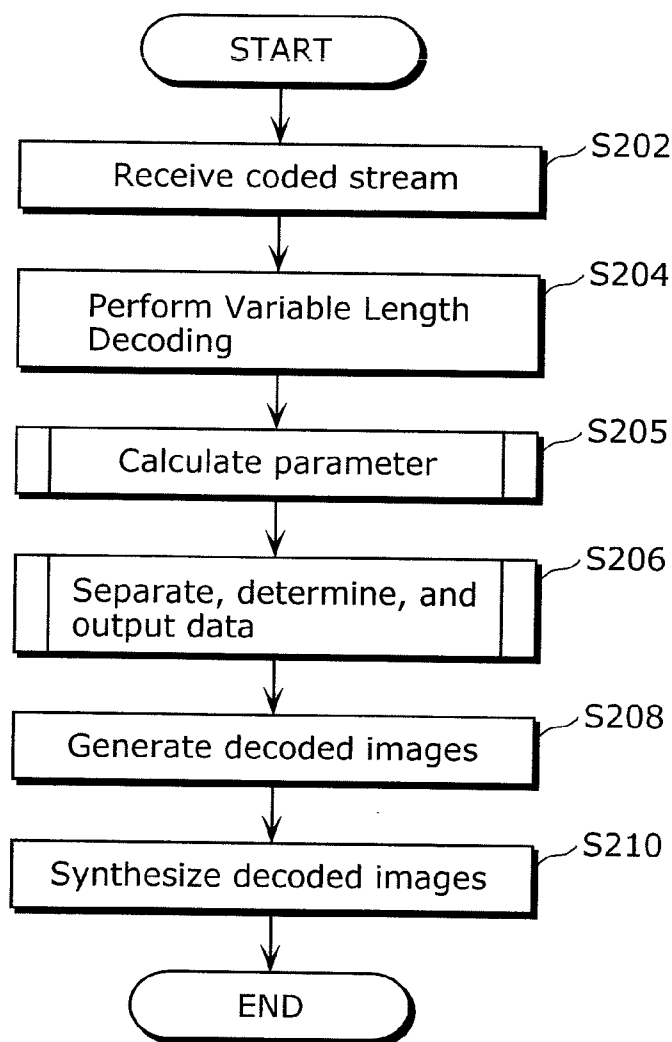 START
S202
Receive coded stream
S204
Perform Variable Length
Decoding
S205
Calculate parameter
S206
Separate, determine, and
output data
S208
Generate decoded images
S210
Synthesize decoded images
END